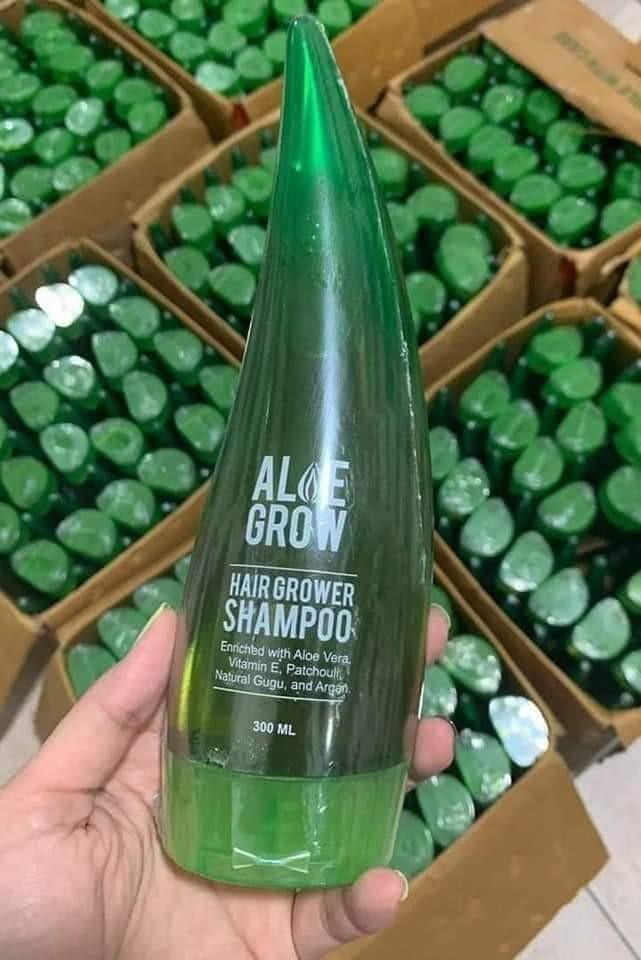 ALOE
GROW
HAIR GROWER
SHAMPOO
Enriched with Aloe Vera,
Vitamin E, Patchouli,
Natural Gugu, and Argan.
300 ML